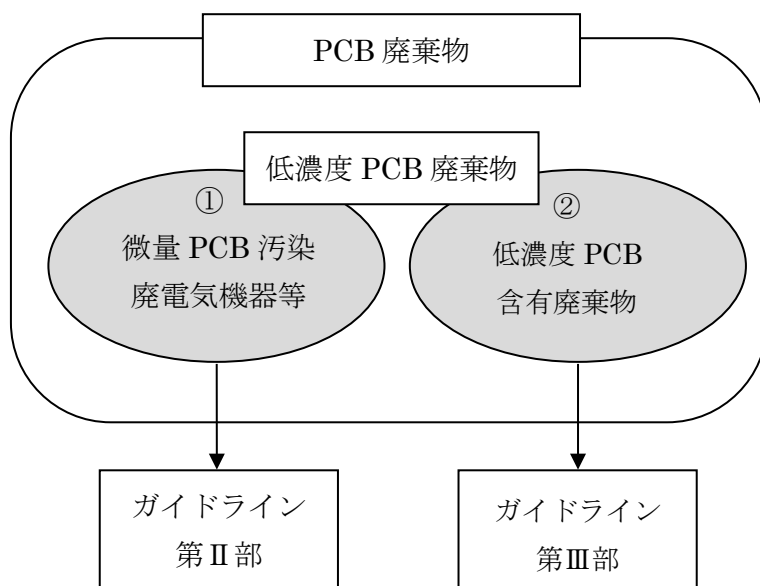 PCB 廃棄物
低濃度 PCB 廃棄物
①
微量 PCB 汚染
廃電気機器等
②
低濃度 PCB
含有廃棄物
ガイドライン
第Ⅱ部
ガイドライン
第Ⅲ部